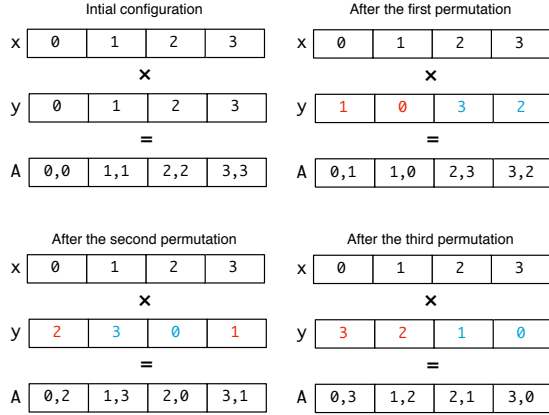 Intial configuration
x 0 1 2 3
×
y 0 1 2 3
=
A 0,0 1,1 2,2 3,3
After the first permutation
x 0 1 2 3
×
y 1 0 3 2
=
A 0,1 1,0 2,3 3,2
After the second permutation
x 0 1 2 3
×
y 2 3 0 1
=
A 0,2 1,3 2,0 3,1
After the third permutation
x 0 1 2 3
×
y 3 2 1 0
=
A 0,3 1,2 2,1 3,0